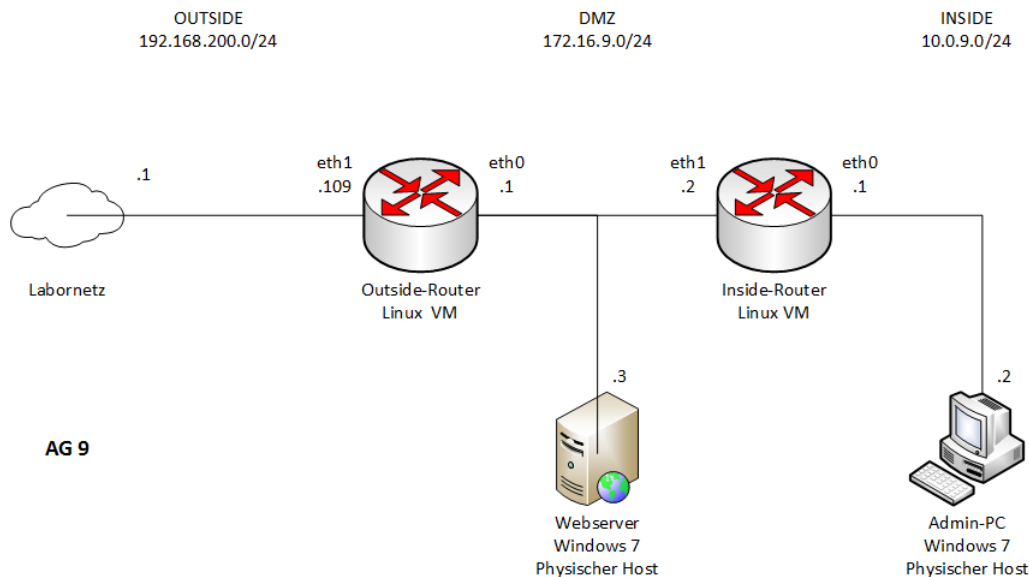 OUTSIDE
192.168.200.0/24
DMZ
172.16.9.0/24
INSIDE
10.0.9.0/24
.1
eth1
.109
eth0
.1
eth1
.2
eth0
.1
Labornetz
Outside-Router
Linux VM
Inside-Router
Linux VM
.3
.2
AG 9
Webserver
Windows 7
Physischer Host
Admin-PC
Windows 7
Physischer Host